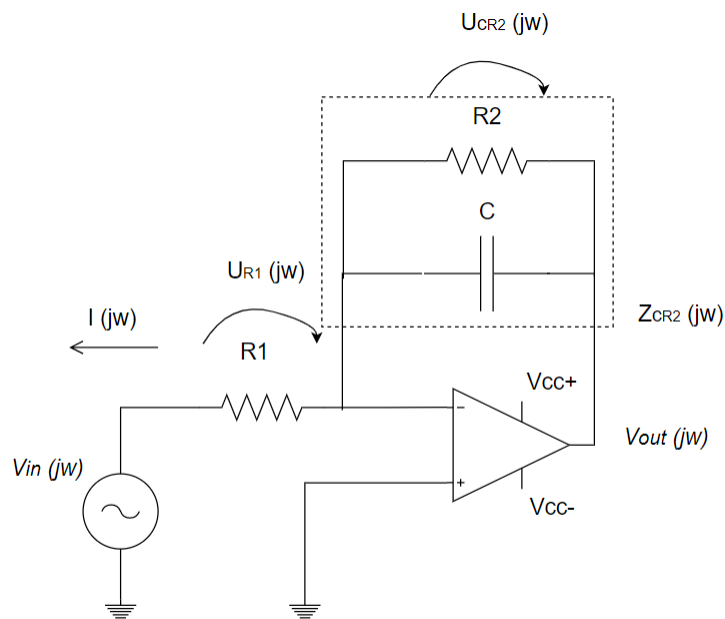 UCR2 (jw)
R2
C
UR1 (jw)
I (jw)
ZCR2 (jw)
R1
Vcc+
-
Vout (jw)
Vin (jw)
+
Vcc-